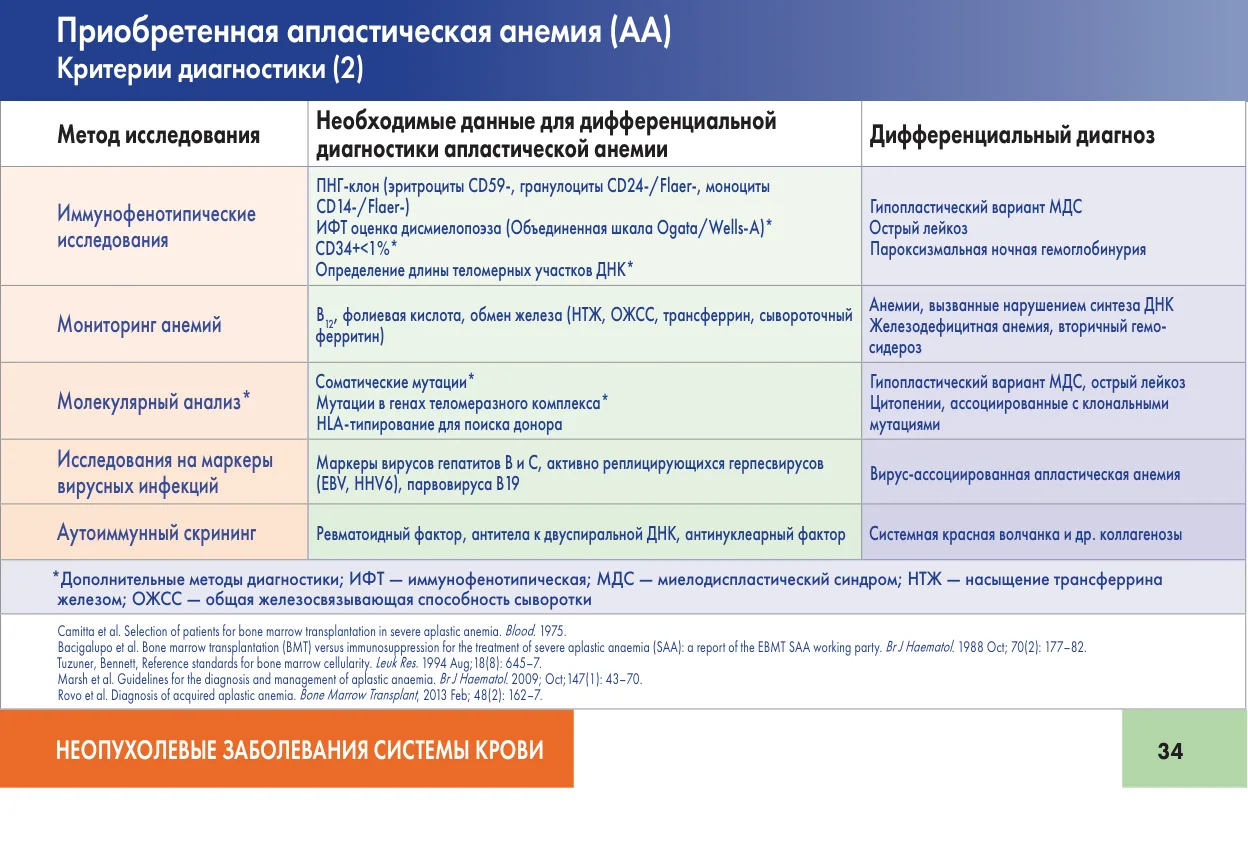 Приобретенная апластическая анемия (АА)
Критерии диагностики (2)
Метод исследования
Необходимые данные для дифференциальной
диагностики апластической анемии
Дифференциальный диагноз
Иммунофенотипические
исследования
ПНГ-клон (эритроциты CD59-, гранулоциты CD24-/Flaer-, моноциты
CD14-/Flaer-)
ИФТ оценка дисмиелопоэза (Объединенная шкала Ogata/Wells-A)*
CD34+<1%*
Определение длины теломерных участков ДНК*
Гипопластический вариант МДС
Острый лейкоз
Пароксизмальная ночная гемоглобинурия
Мониторинг анемий
В12, фолиевая кислота, обмен железа (НТЖ, ОЖСС, трансферрин, сывороточный
ферритин)
Анемии, вызванные нарушением синтеза ДНК
Железодефицитная анемия, вторичный гемо-
сидероз
Молекулярный анализ*
Соматические мутации*
Мутации в генах теломеразного комплекса*
HLA-типирование для поиска донора
Гипопластический вариант МДС, острый лейкоз
Цитопении, ассоциированные с клональными
мутациями
Исследования на маркеры
вирусных инфекций
Маркеры вирусов гепатитов В и С, активно реплицирующихся герпесвирусов
(EBV, HHV6), парвовируса B19
Вирус-ассоциированная апластическая анемия
Аутоиммунный скрининг
Ревматоидный фактор, антитела к двуспиральной ДНК, антинуклеарный фактор
Системная красная волчанка и др. коллагенозы
*Дополнительные методы диагностики; ИФТ — иммунофенотипическая; МДС — миелодиспластический синдром; НТЖ — насыщение трансферрина
железом; ОЖСС — общая железосвязывающая способность сыворотки
Camitta et al. Selection of patients for bone marrow transplantation in severe aplastic anemia. Blood. 1975.
Bacigalupo et al. Bone marrow transplantation (BMT) versus immunosuppression for the treatment of severe aplastic anaemia (SAA): a report of the EBMT SAA working party. Br J Haematol. 1988 Oct; 70(2): 177–82.
Tuzuner, Bennett, Reference standards for bone marrow cellularity. Leuk Res. 1994 Aug;18(8): 645–7.
Marsh et al. Guidelines for the diagnosis and management of aplastic anaemia. Br J Haematol. 2009; Oct;147(1): 43–70.
Rovo et al. Diagnosis of acquired aplastic anemia. Bone Marrow Transplant, 2013 Feb; 48(2): 162–7.
НЕОПУХОЛЕВЫЕ ЗАБОЛЕВАНИЯ СИСТЕМЫ КРОВИ
34